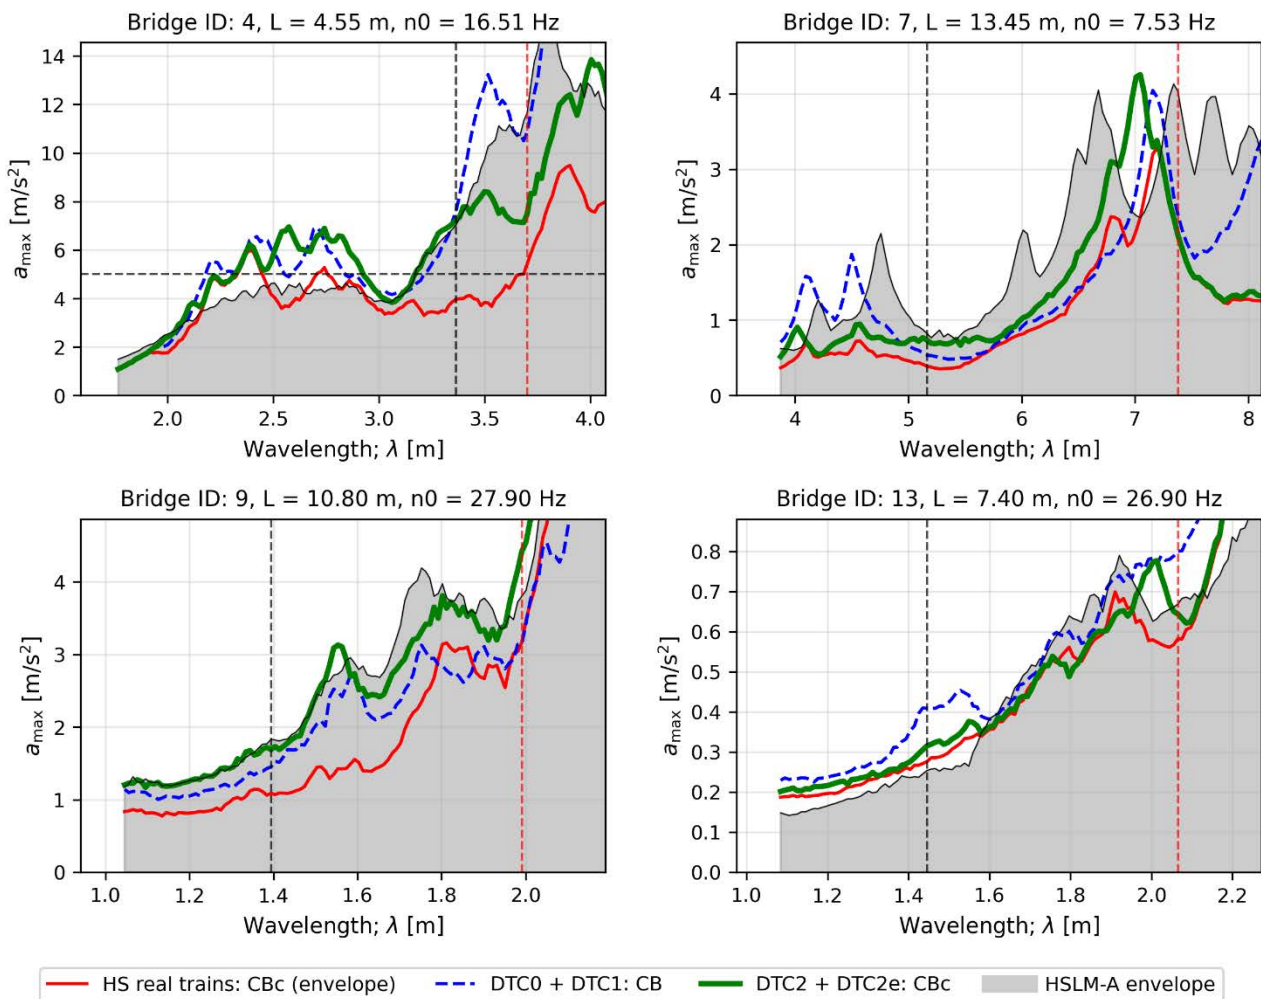 Bridge ID: 4, L = 4.55 m, n0 = 16.51 Hz
14
12
10
8
6
4
2
0
a_max [m/s²]
2.0 2.5 3.0 3.5 4.0
Wavelength; λ [m]
Bridge ID: 7, L = 13.45 m, n0 = 7.53 Hz
4
3
2
1
0
a_max [m/s²]
4 5 6 7 8
Wavelength; λ [m]
Bridge ID: 9, L = 10.80 m, n0 = 27.90 Hz
4
3
2
1
0
a_max [m/s²]
1.0 1.2 1.4 1.6 1.8 2.0
Wavelength; λ [m]
Bridge ID: 13, L = 7.40 m, n0 = 26.90 Hz
0.8
0.7
0.6
0.5
0.4
0.3
0.2
0.1
0.0
a_max [m/s²]
1.0 1.2 1.4 1.6 1.8 2.0 2.2
Wavelength; λ [m]
HS real trains: CBc (envelope) DTC0 + DTC1: CB DTC2 + DTC2e: CBc HSLM-A envelope